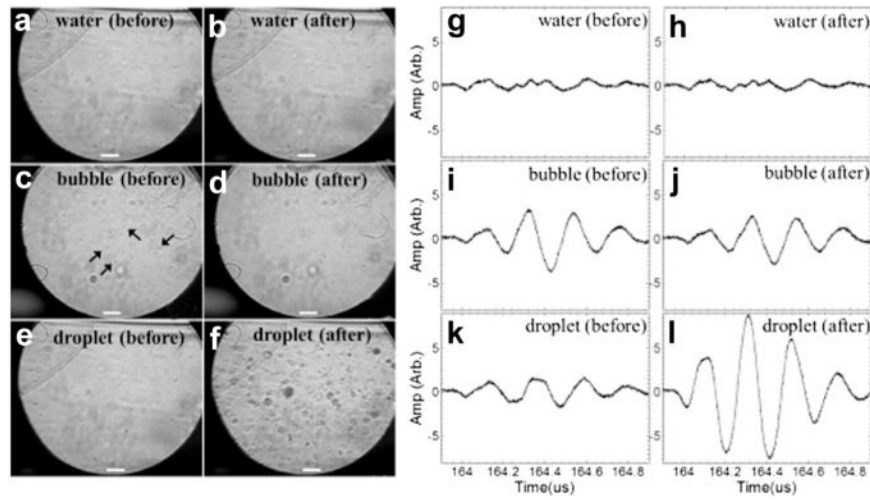 a water (before)
b water (after)
c bubble (before)
d bubble (after)
e droplet (before)
f droplet (after)
g water (before)
h water (after)
Amp (Arb.)
5
0
-5
i bubble (before)
j bubble (after)
Amp (Arb.)
5
0
-5
k droplet (before)
l droplet (after)
Amp (Arb.)
5
0
-5
164 164.2 164.4 164.6 164.8
164 164.2 164.4 164.6 164.8
Time(us)
Time(us)